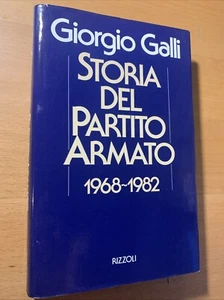 Giorgio Galli
STORIA
DEL
PARTITO
ARMATO
1968~1982
RIZZOLI